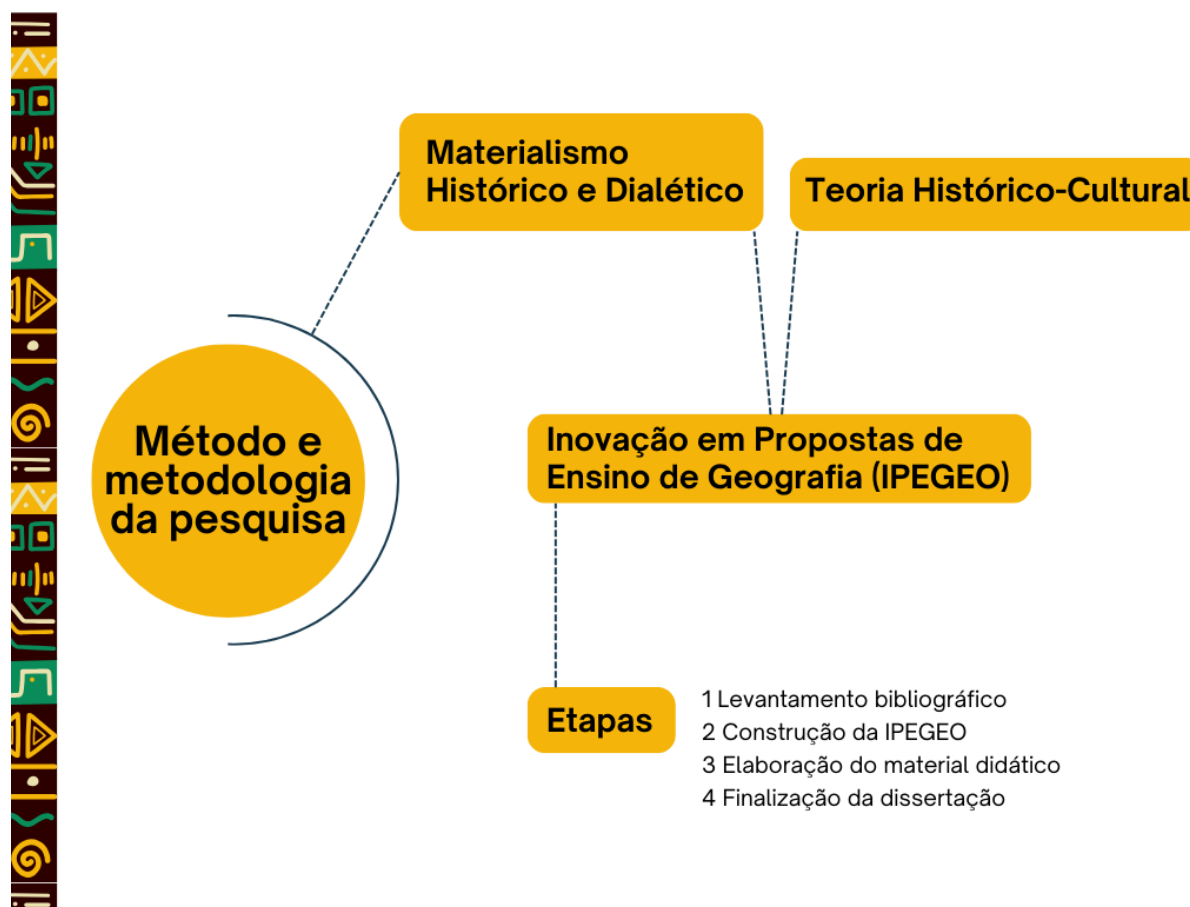 Materialismo
Histórico e Dialético
Teoria Histórico-Cultural
Método e
metodologia
da pesquisa
Inovação em Propostas de
Ensino de Geografia (IPEGEO)
Etapas
1 Levantamento bibliográfico
2 Construção da IPEGEO
3 Elaboração do material didático
4 Finalização da dissertação